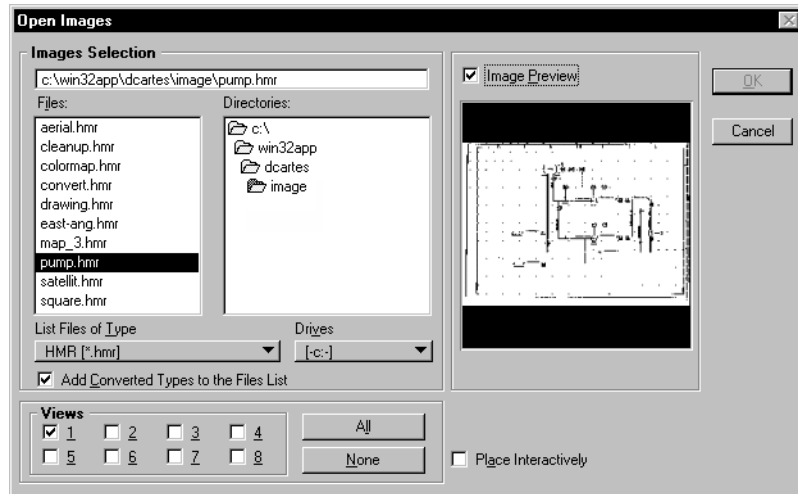 Open Images
Images Selection
c:\win32app\dcartes\image\pump.hmr
Files:
aerial.hmr
cleanup.hmr
colormap.hmr
convert.hmr
drawing.hmr
east-ang.hmr
map_3.hmr
pump.hmr
satellit.hmr
square.hmr
Directories:
c:\
win32app
dcartes
image
List Files of Type
HMR [*.hmr]
Drives
[-c:-]
Add Converted Types to the Files List
Image Preview
OK
Cancel
Views
1 2 3 4
5 6 7 8
All
None
Place Interactively